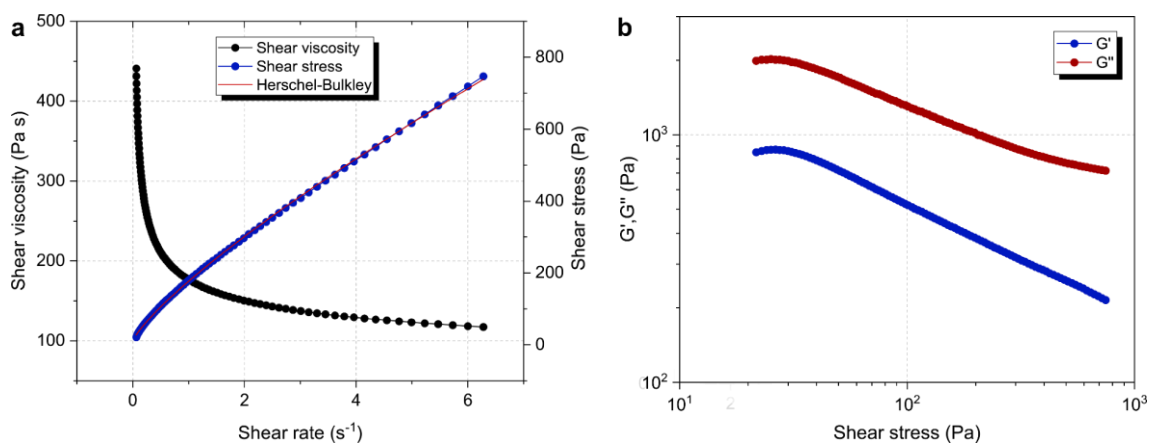 a
500
400
300
200
100
Shear viscosity (Pa s)
Shear viscosity
Shear stress
Herschel-Bulkley
800
600
400
200
0
Shear stress (Pa)
0
2
4
6
Shear rate (s⁻¹)
b
G'
G''
10³
10²
G',G'' (Pa)
0
2
10¹
10²
10³
Shear stress (Pa)